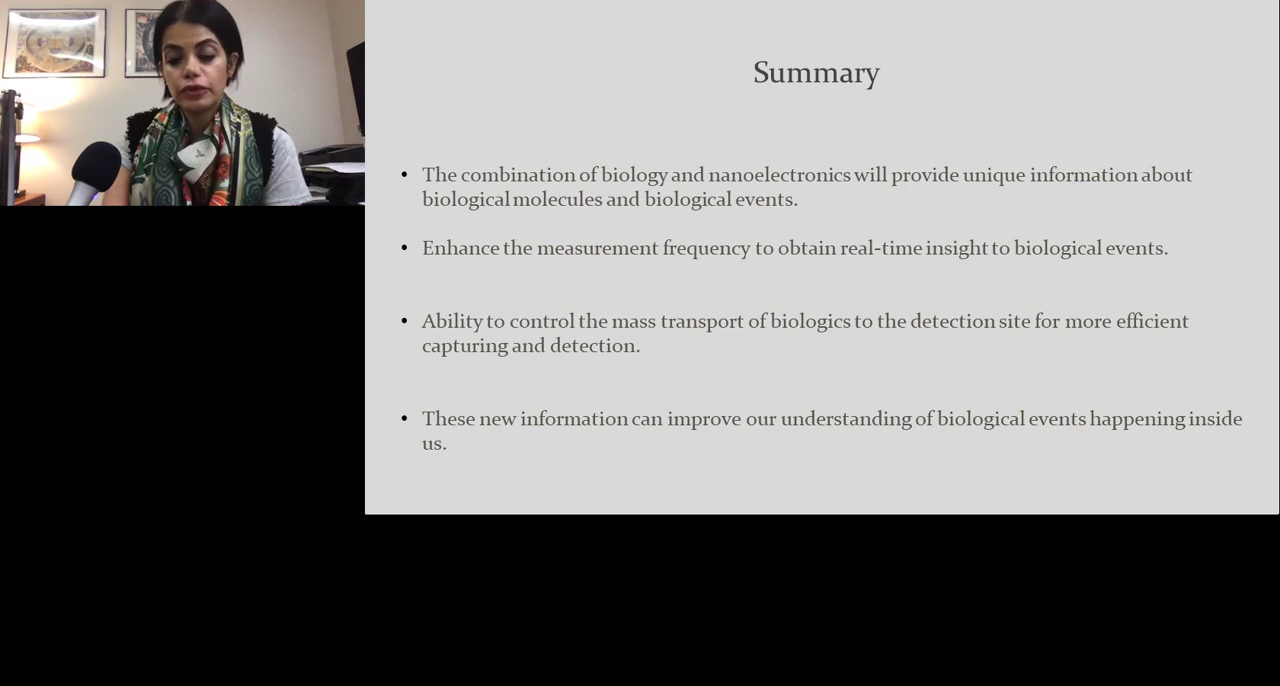 Summary
• The combination of biology and nanoelectronics will provide unique information about
biological molecules and biological events.
• Enhance the measurement frequency to obtain real-time insight to biological events.
• Ability to control the mass transport of biologics to the detection site for more efficient
capturing and detection.
• These new information can improve our understanding of biological events happening inside
us.